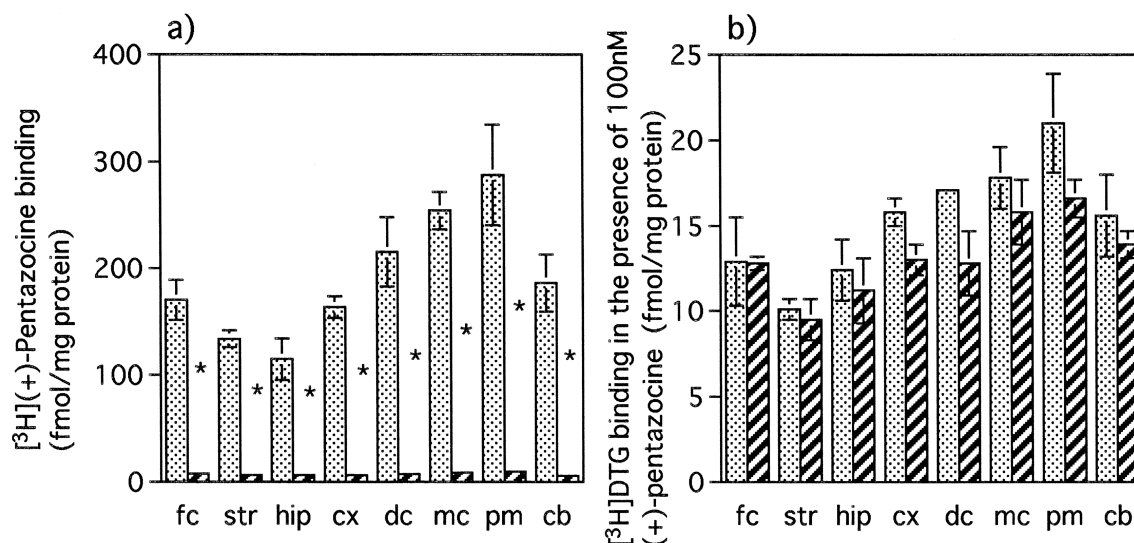 a)
[³H](+)-Pentazocine binding
(fmol/mg protein)
400
300
200
100
0
*
*
*
*
*
*
*
*
fc str hip cx dc mc pm cb
b)
[³H]DTG binding in the presence of 100nM
(+)-pentazocine (fmol/mg protein)
25
20
15
10
5
0
fc str hip cx dc mc pm cb